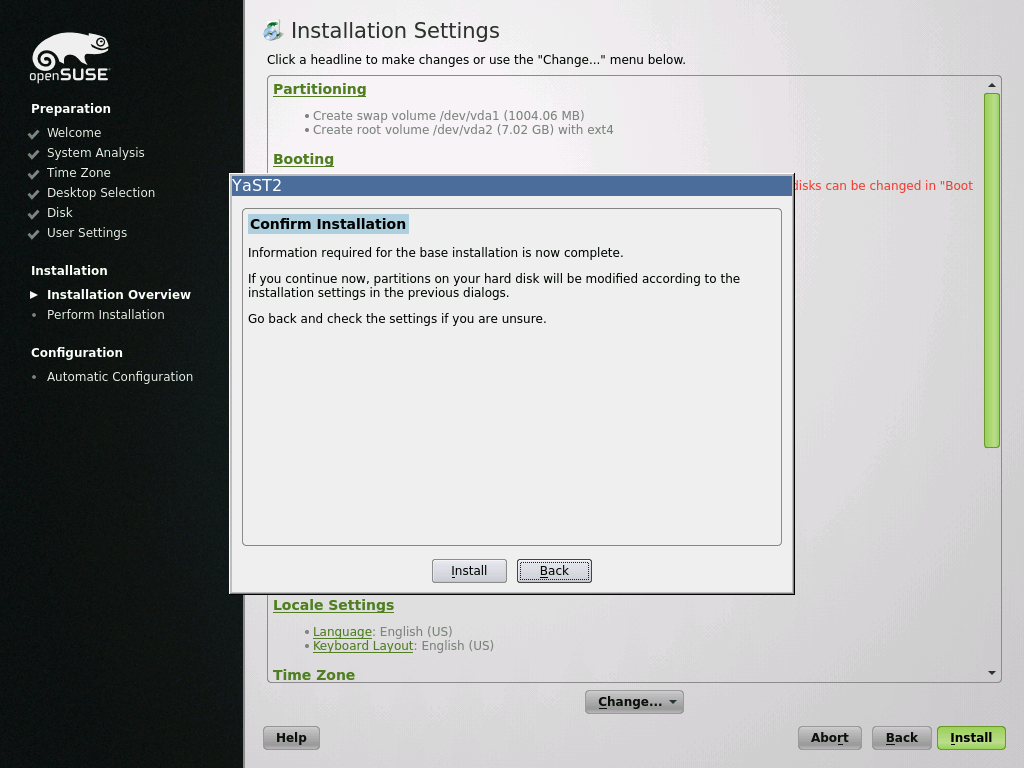 openSUSE
Preparation
Welcome
System Analysis
Time Zone
Desktop Selection
Disk
User Settings
Installation
Installation Overview
Perform Installation
Configuration
Automatic Configuration
Installation Settings
Click a headline to make changes or use the "Change..." menu below.
Partitioning
• Create swap volume /dev/vda1 (1004.06 MB)
• Create root volume /dev/vda2 (7.02 GB) with ext4
Booting
disks can be changed in "Boot
YaST2
Confirm Installation
Information required for the base installation is now complete.
If you continue now, partitions on your hard disk will be modified according to the
installation settings in the previous dialogs.
Go back and check the settings if you are unsure.
Install Back
Locale Settings
• Language: English (US)
• Keyboard Layout: English (US)
Time Zone
Change...
Help Abort Back Install